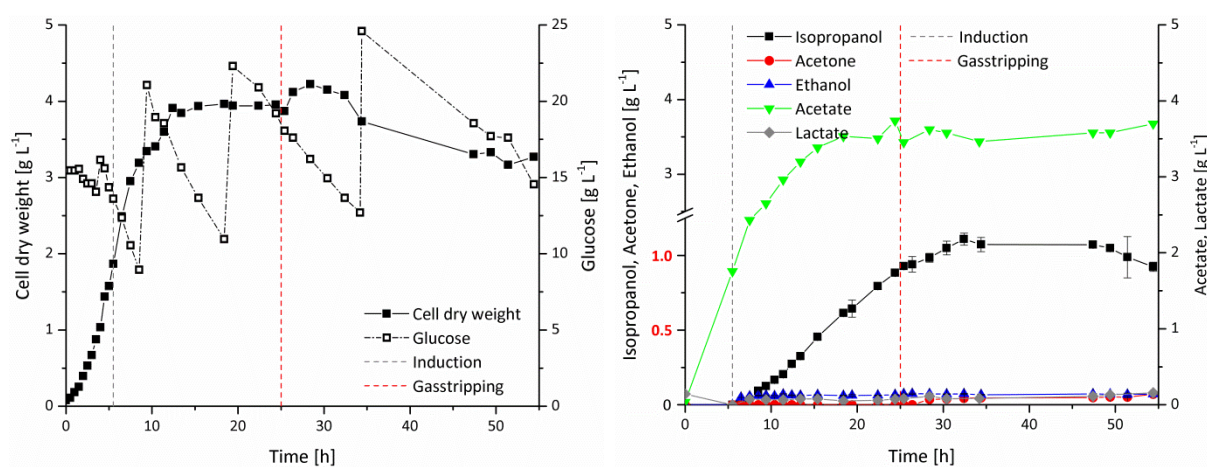 5
4
3
2
1
0
Cell dry weight [g L⁻¹]
25
20
15
10
5
0
Glucose [g L⁻¹]
Cell dry weight
Glucose
Induction
Gasstripping
0 10 20 30 40 50
Time [h]
4.5
4
3.5
3
1.0
0.5
0
Isopropanol, Acetone, Ethanol [g L⁻¹]
5
4
3
2
1
0
Acetate, Lactate [g L⁻¹]
Isopropanol
Acetone
Ethanol
Acetate
Lactate
Induction
Gasstripping
0 10 20 30 40 50
Time [h]